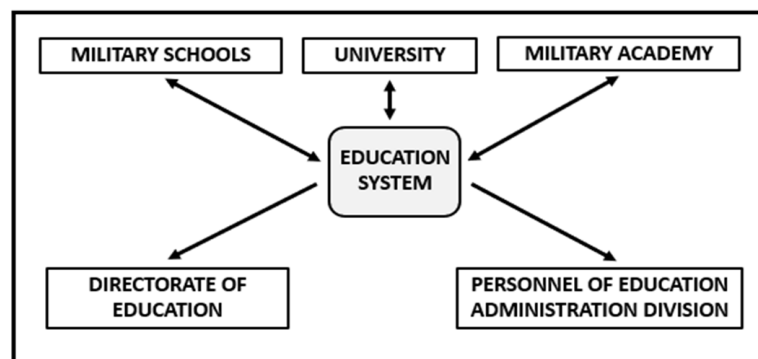 MILITARY SCHOOLS
UNIVERSITY
MILITARY ACADEMY
EDUCATION
SYSTEM
DIRECTORATE OF
EDUCATION
PERSONNEL OF EDUCATION
ADMINISTRATION DIVISION